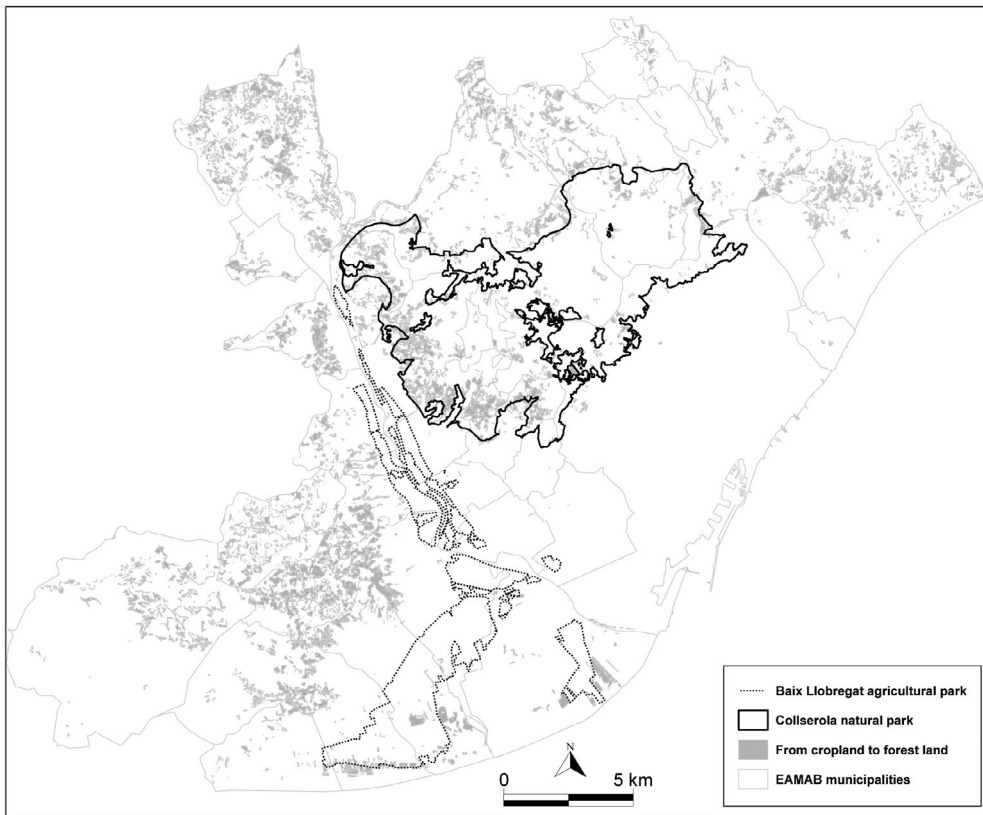 N
0 5 km
Baix Llobregat agricultural park
Collserola natural park
From cropland to forest land
EAMAB municipalities